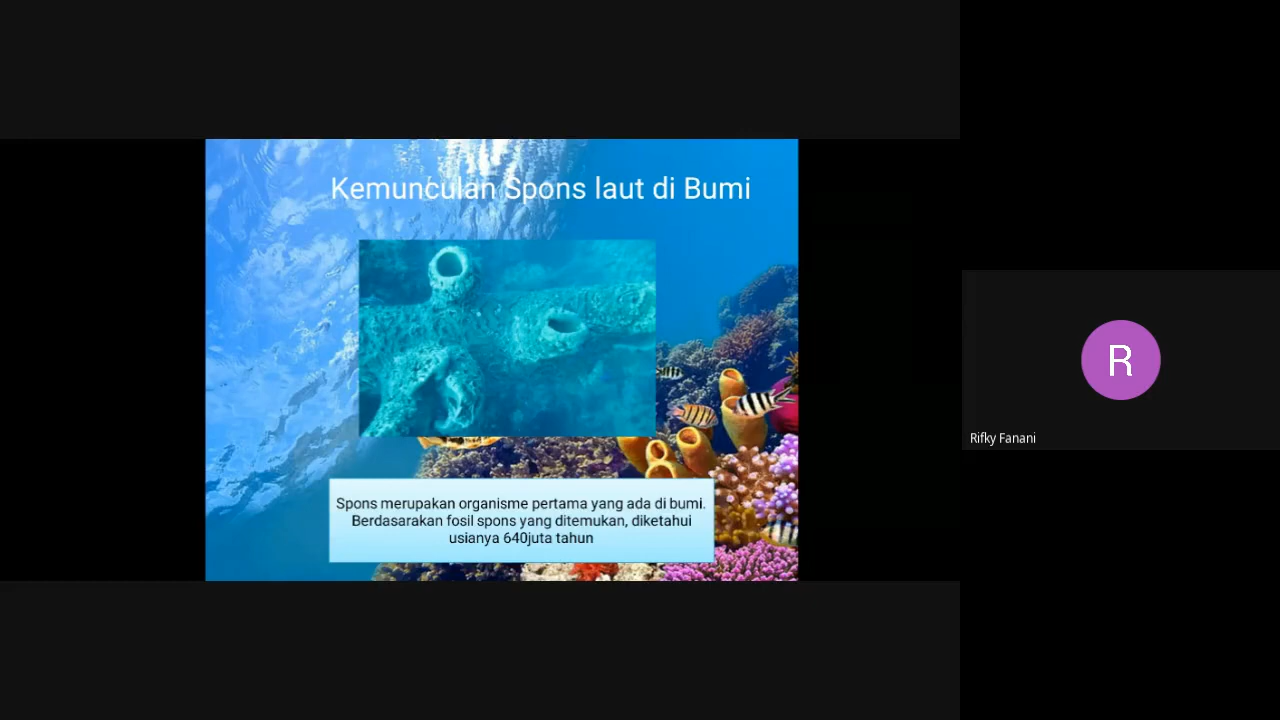 Kemunculan Spons laut di Bumi
Spons merupakan organisme pertama yang ada di bumi.
Berdasarakan fosil spons yang ditemukan, diketahui
usianya 640juta tahun
R
Rifky Fanani